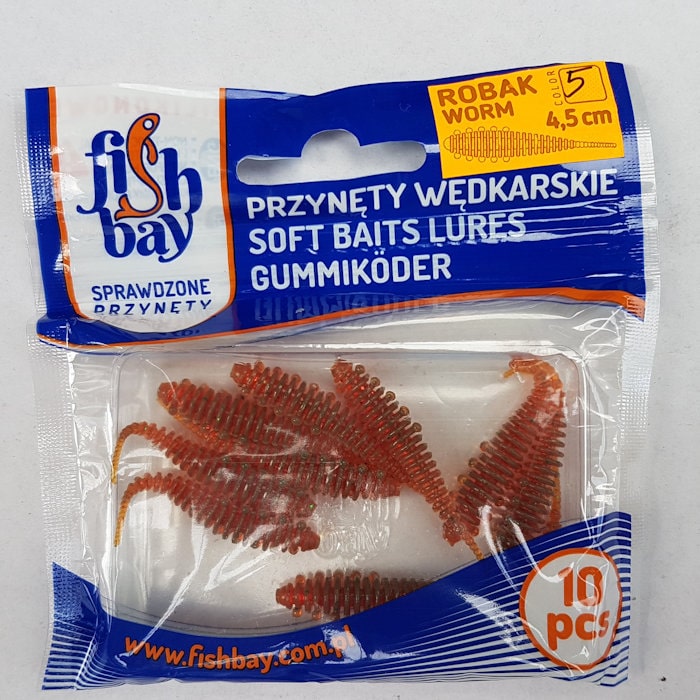 fish
bay
SPRAWDZONE
PRZYNĘTY
ROBAK
WORM
COLOR
5
4,5 cm
PRZYNĘTY WĘDKARSKIE
SOFT BAITS LURES
GUMMIKÖDER
10
pcs
www.fishbay.com.pl